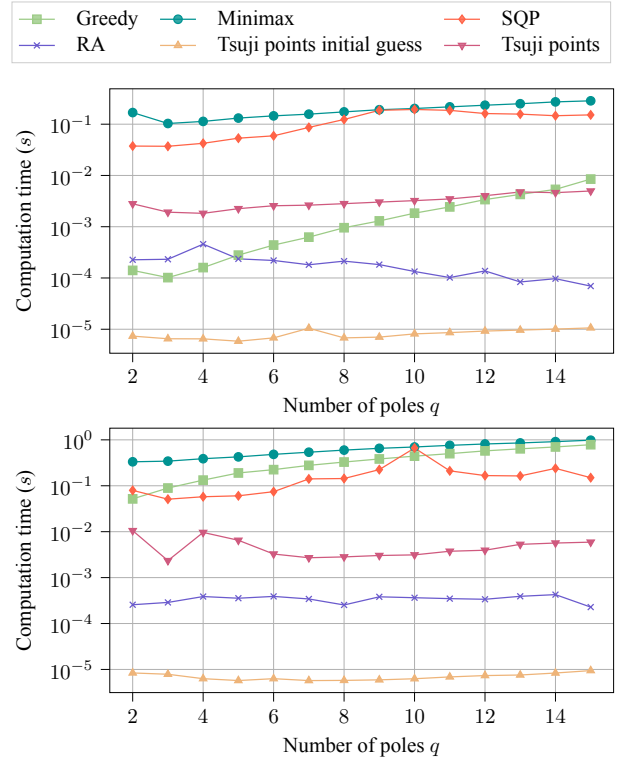 Greedy Minimax SQP
RA Tsuji points initial guess Tsuji points
Computation time (s)
10⁻¹
10⁻²
10⁻³
10⁻⁴
10⁻⁵
2 4 6 8 10 12 14
Number of poles q
Computation time (s)
10⁰
10⁻¹
10⁻²
10⁻³
10⁻⁴
10⁻⁵
2 4 6 8 10 12 14
Number of poles q